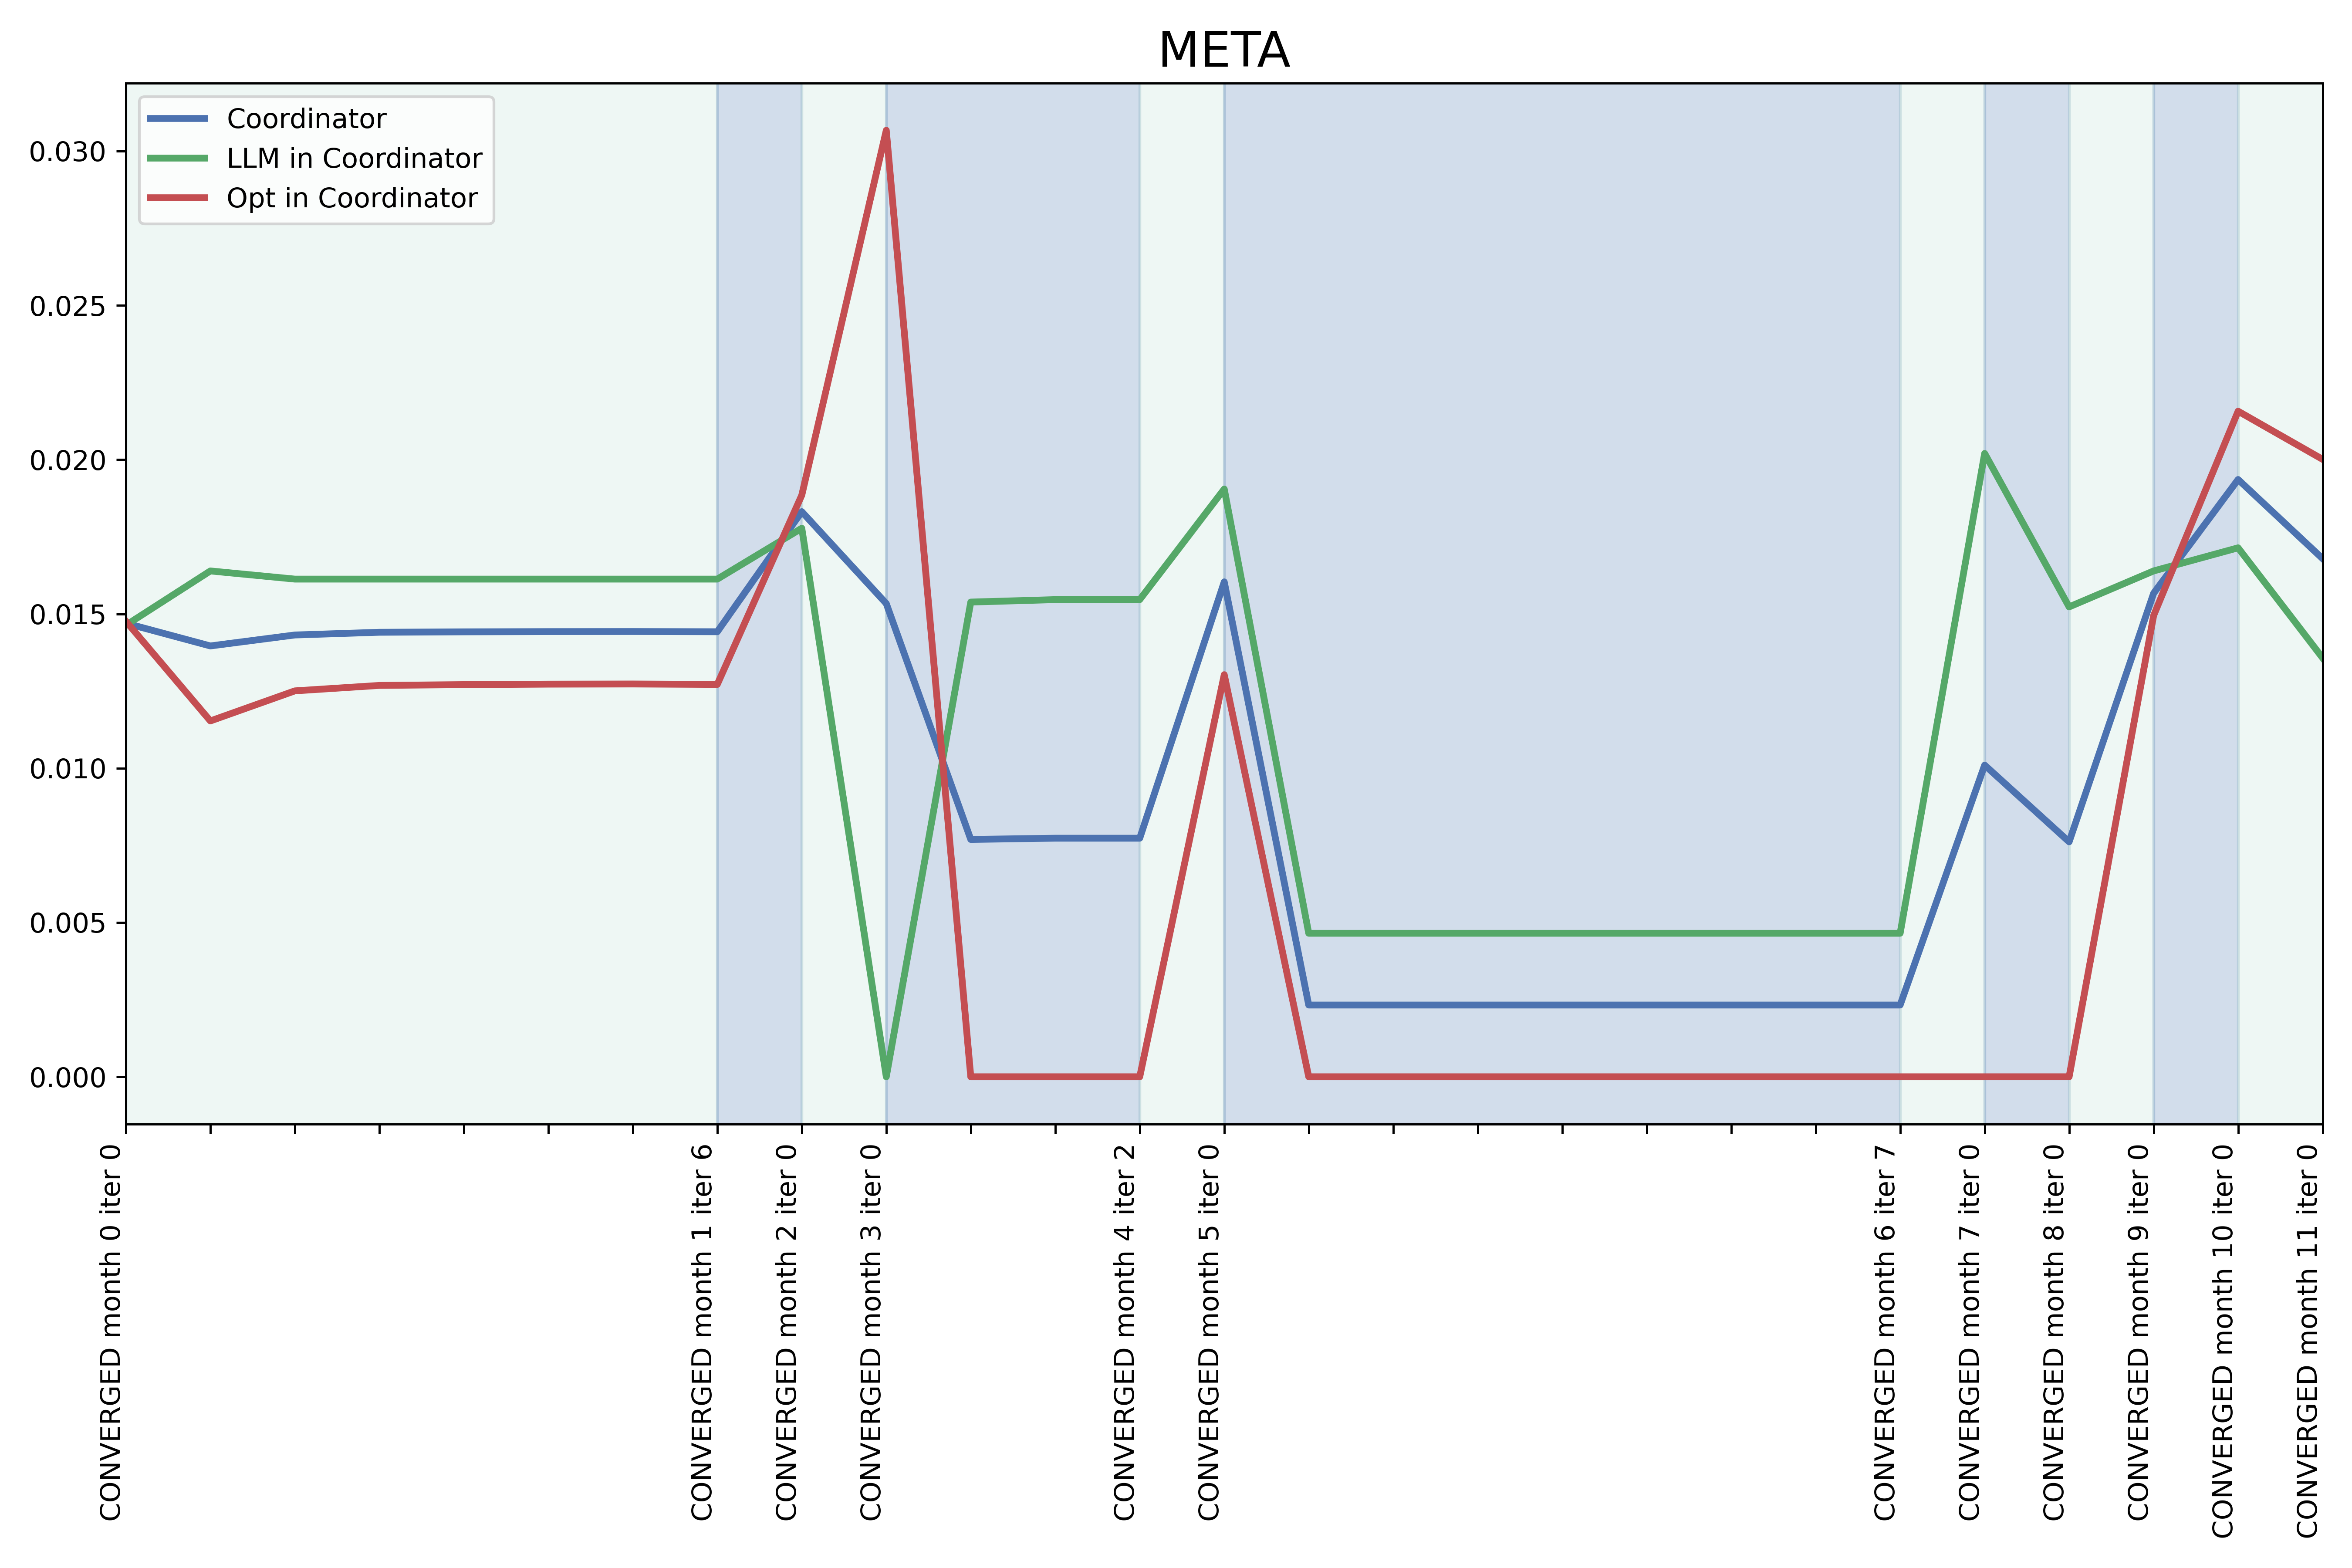 META
Coordinator
LLM in Coordinator
Opt in Coordinator
0.030
0.025
0.020
0.015
0.010
0.005
0.000
CONVERGED month 0 iter 0
CONVERGED month 1 iter 6
CONVERGED month 2 iter 0
CONVERGED month 3 iter 0
CONVERGED month 4 iter 2
CONVERGED month 5 iter 0
CONVERGED month 6 iter 7
CONVERGED month 7 iter 0
CONVERGED month 8 iter 0
CONVERGED month 9 iter 0
CONVERGED month 10 iter 0
CONVERGED month 11 iter 0